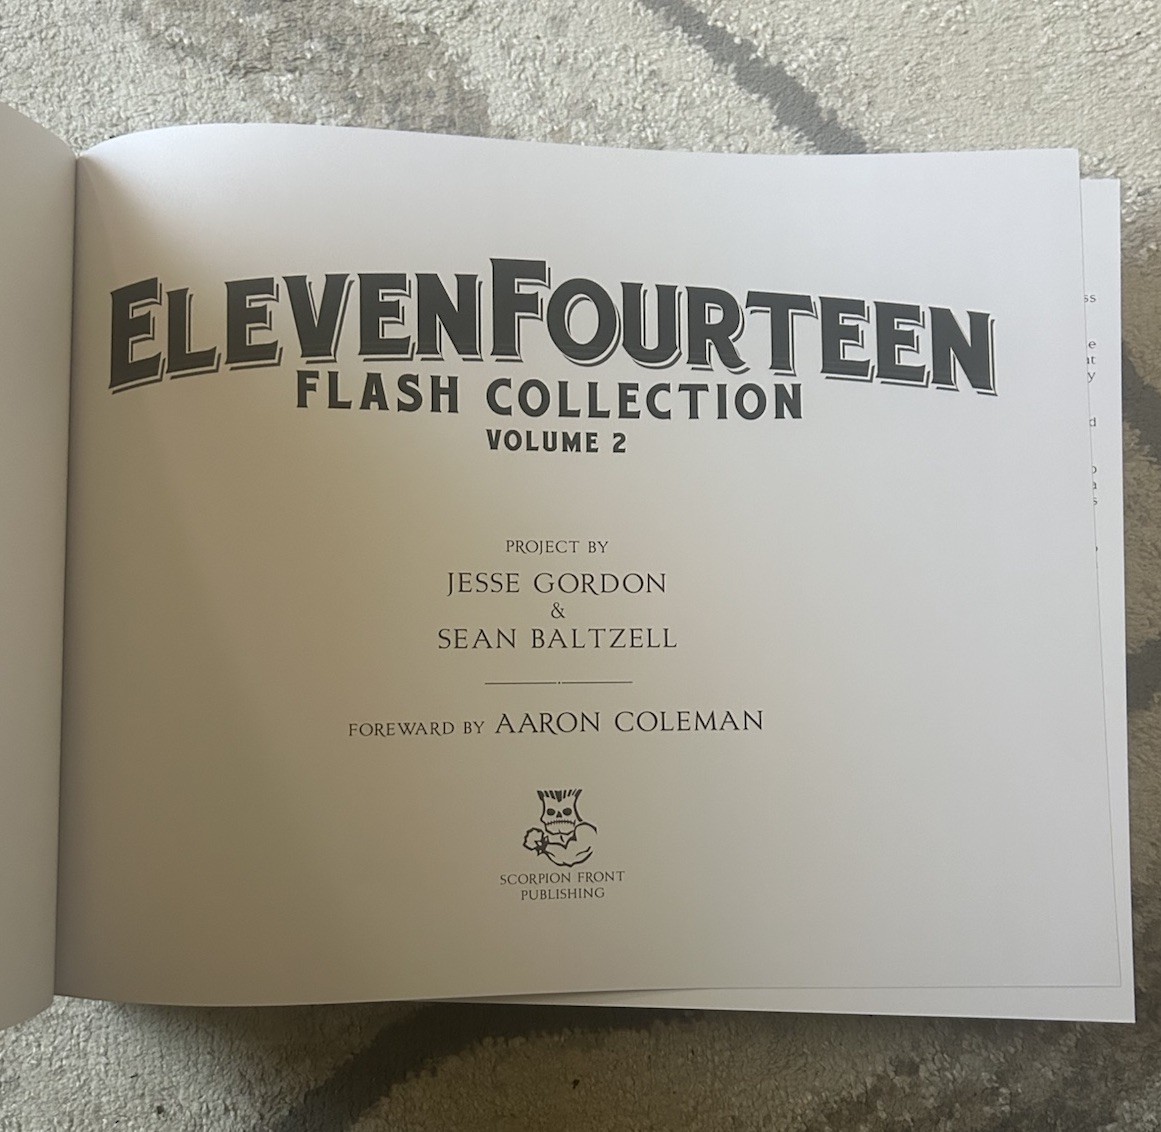 ELEVENFOURTEEN
FLASH COLLECTION
VOLUME 2
PROJECT BY
JESSE GORDON
&
SEAN BALTZELL
FOREWARD BY AARON COLEMAN
SCORPION FRONT
PUBLISHING